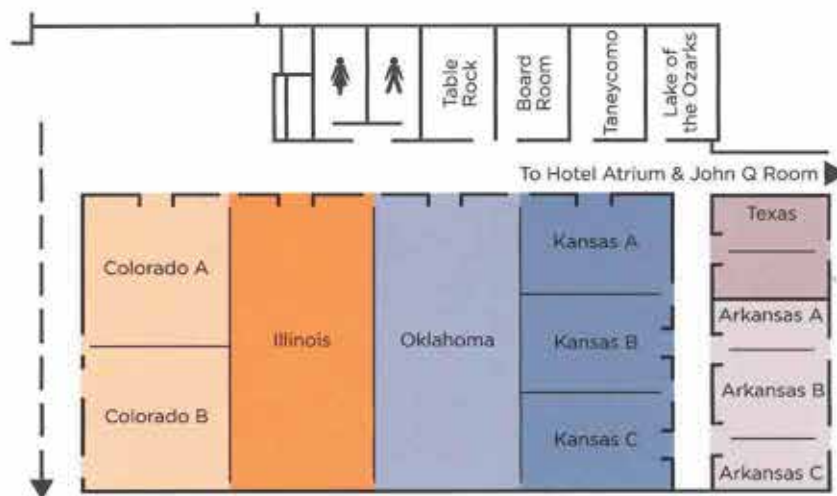 Table
Rock
Board
Room
Taneycomo
Lake of
the Ozarks
To Hotel Atrium & John Q Room
Texas
Colorado A
Kansas A
Arkansas A
Illinois
Oklahoma
Kansas B
Arkansas B
Colorado B
Kansas C
Arkansas C